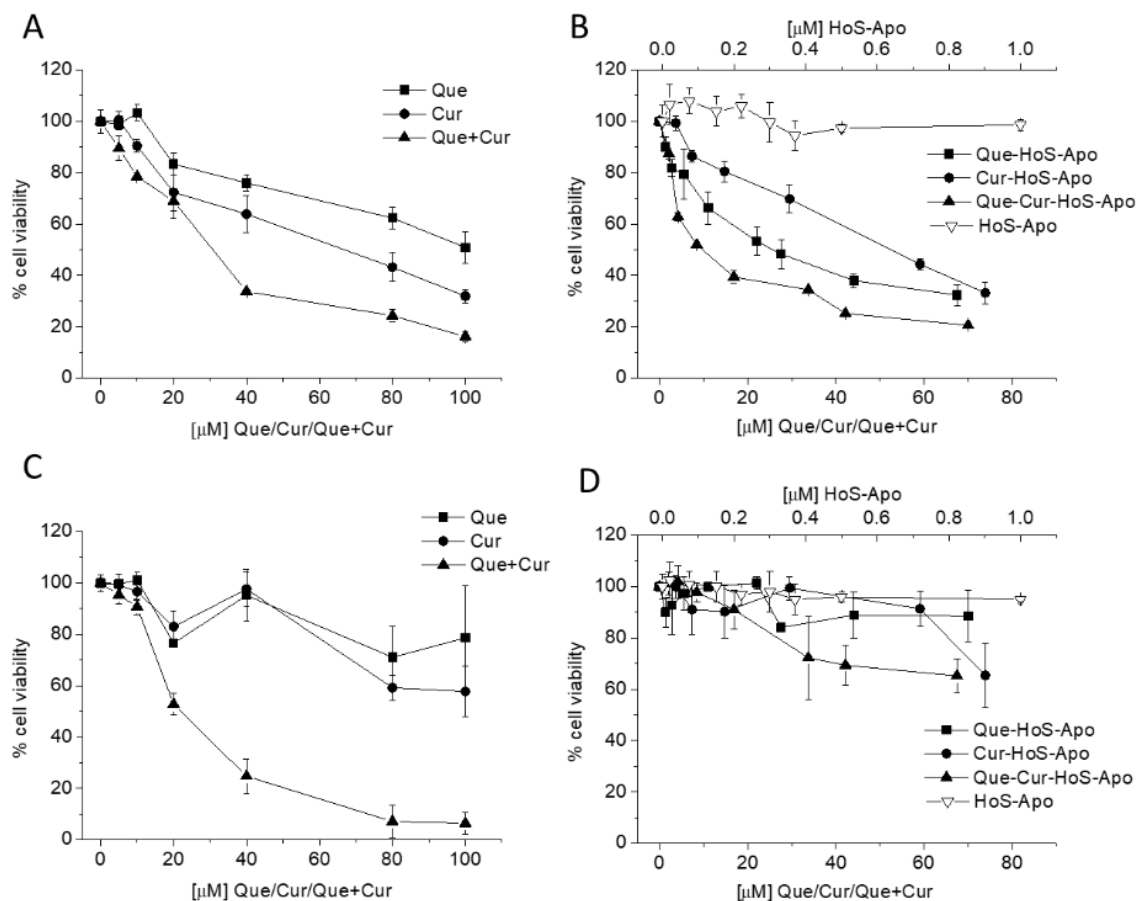 A
120
100
80
60
40
20
0
% cell viability
Que
Cur
Que+Cur
0 20 40 60 80 100
[μM] Que/Cur/Que+Cur
B
[μM] HoS-Apo
0.0 0.2 0.4 0.6 0.8 1.0
120
100
80
60
40
20
0
% cell viability
Que-HoS-Apo
Cur-HoS-Apo
Que-Cur-HoS-Apo
HoS-Apo
0 20 40 60 80
[μM] Que/Cur/Que+Cur
C
120
100
80
60
40
20
0
% cell viability
Que
Cur
Que+Cur
0 20 40 60 80 100
[μM] Que/Cur/Que+Cur
D
[μM] HoS-Apo
0.0 0.2 0.4 0.6 0.8 1.0
120
100
80
60
40
20
0
% cell viability
Que-HoS-Apo
Cur-HoS-Apo
Que-Cur-HoS-Apo
HoS-Apo
0 20 40 60 80
[μM] Que/Cur/Que+Cur